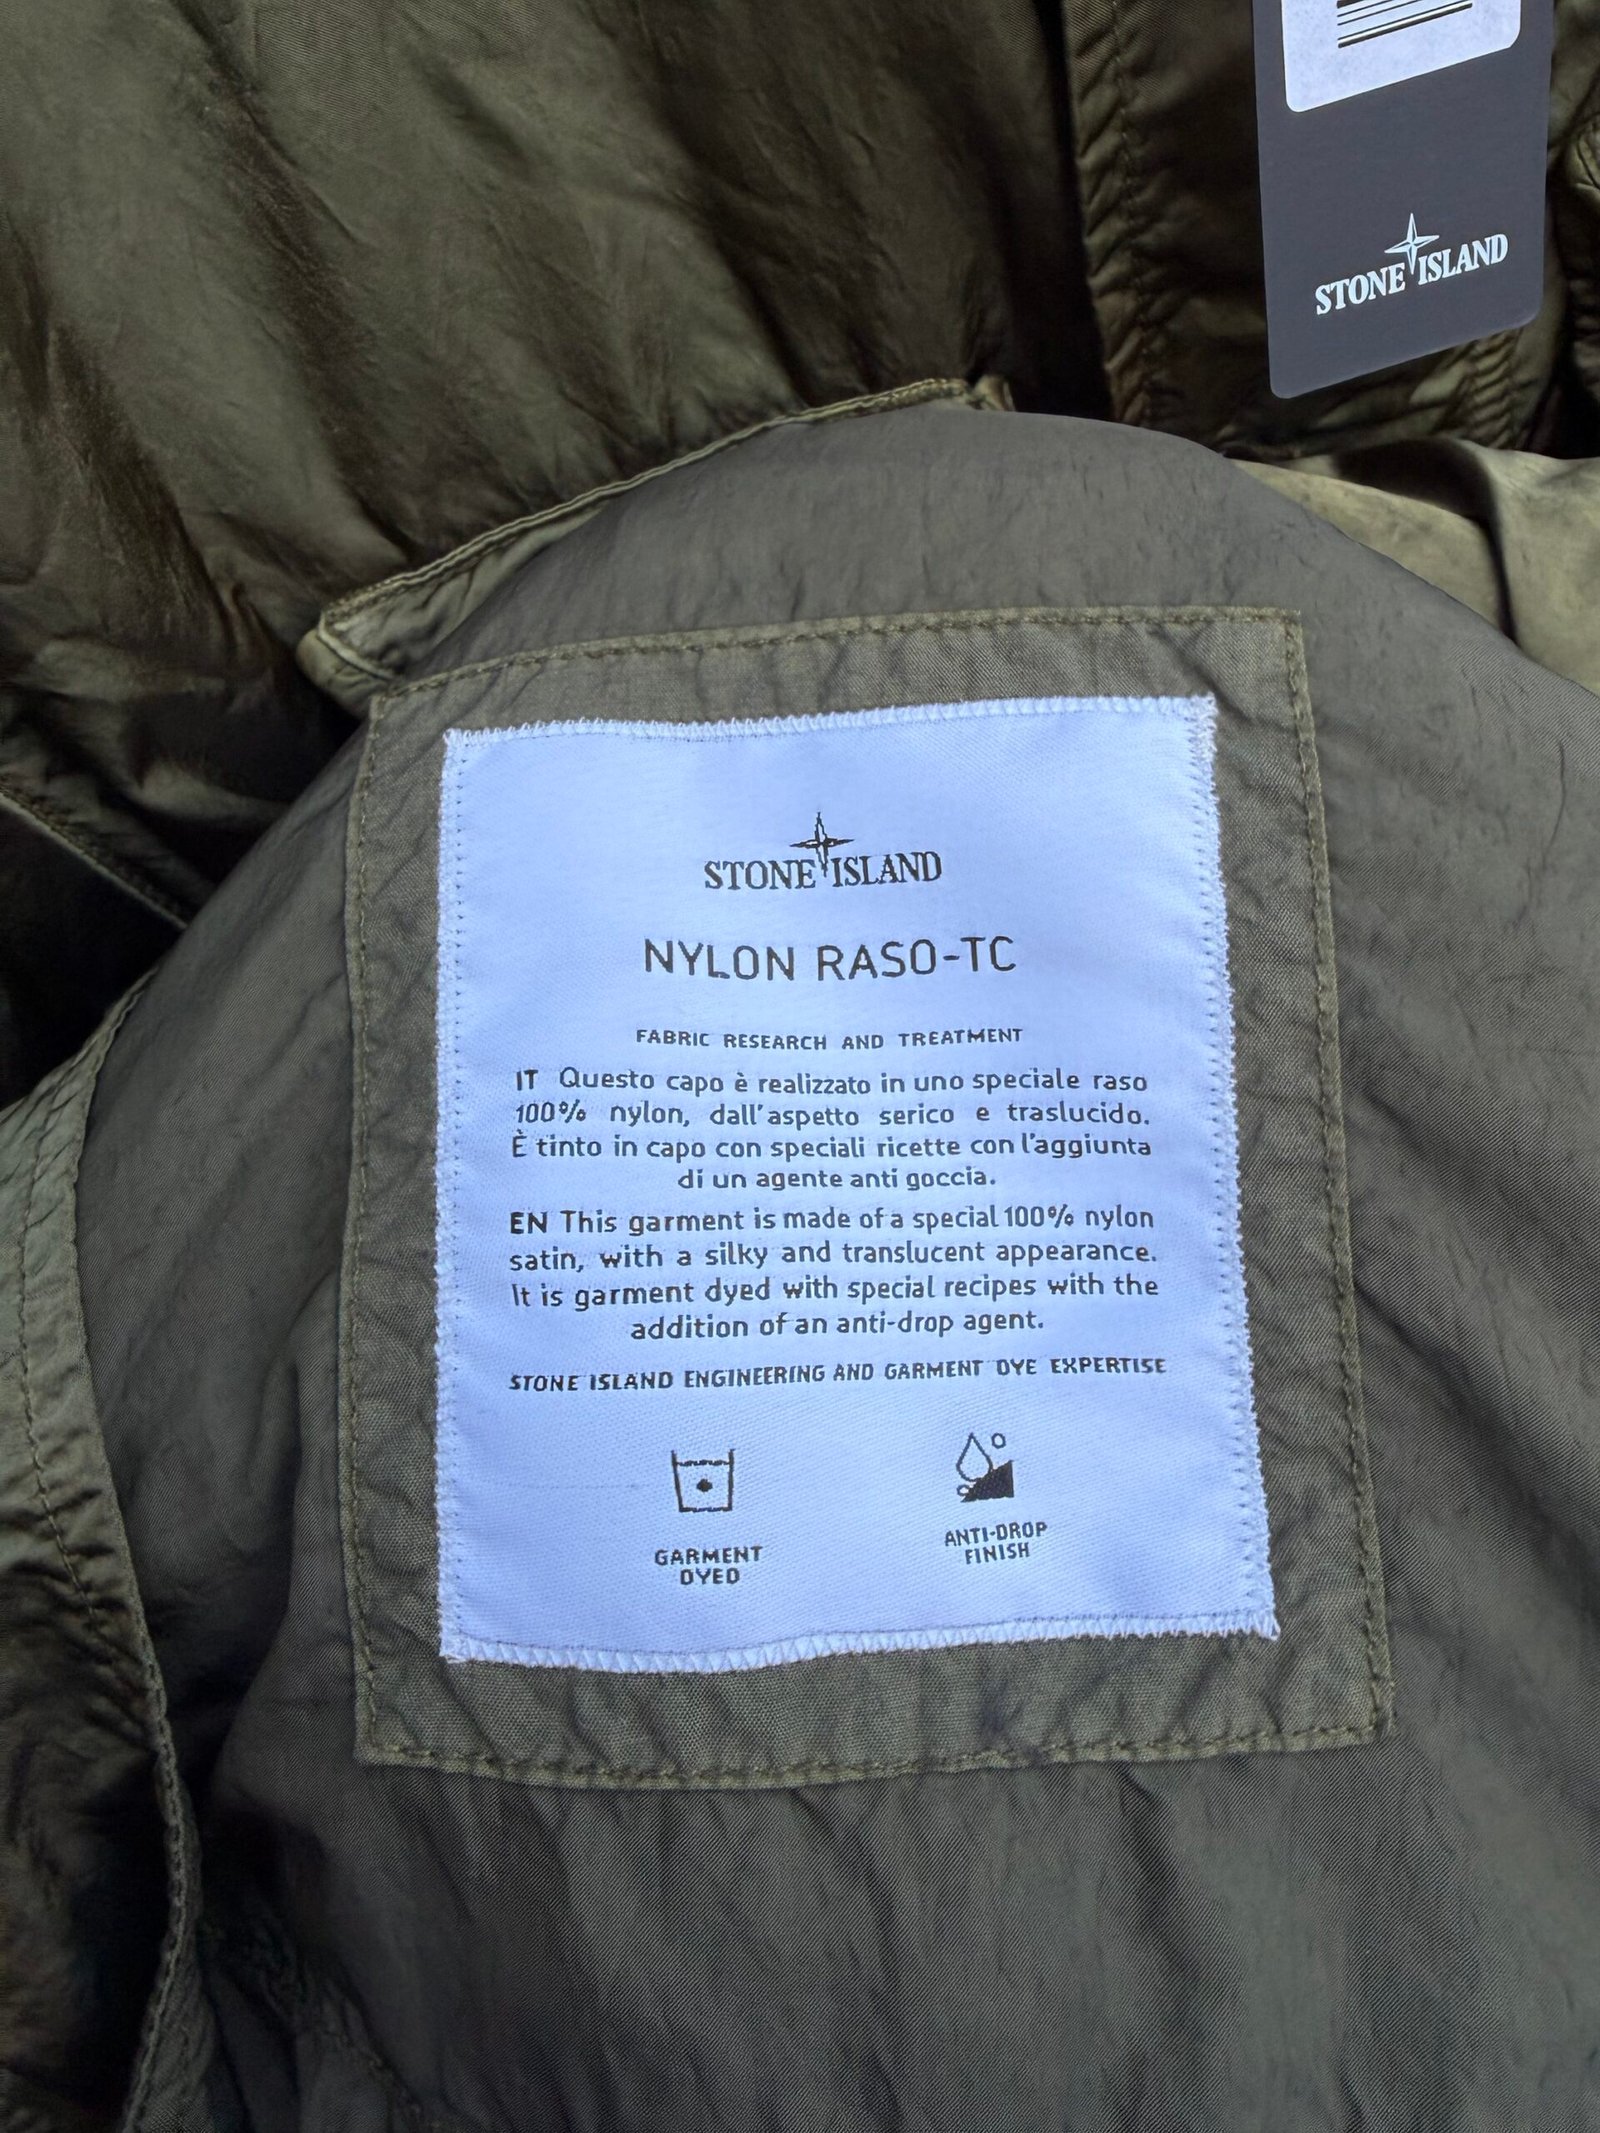 STONE ISLAND
STONE ISLAND
NYLON RASO-TC
FABRIC RESEARCH AND TREATMENT
IT Questo capo è realizzato in uno speciale raso
100% nylon, dall'aspetto serico e traslucido.
È tinto in capo con speciali ricette con l'aggiunta
di un agente anti goccia.
EN This garment is made of a special 100% nylon
satin, with a silky and translucent appearance.
It is garment dyed with special recipes with the
addition of an anti-drop agent.
STONE ISLAND ENGINEERING AND GARMENT DYE EXPERTISE
GARMENT
DYED
ANTI-DROP
FINISH